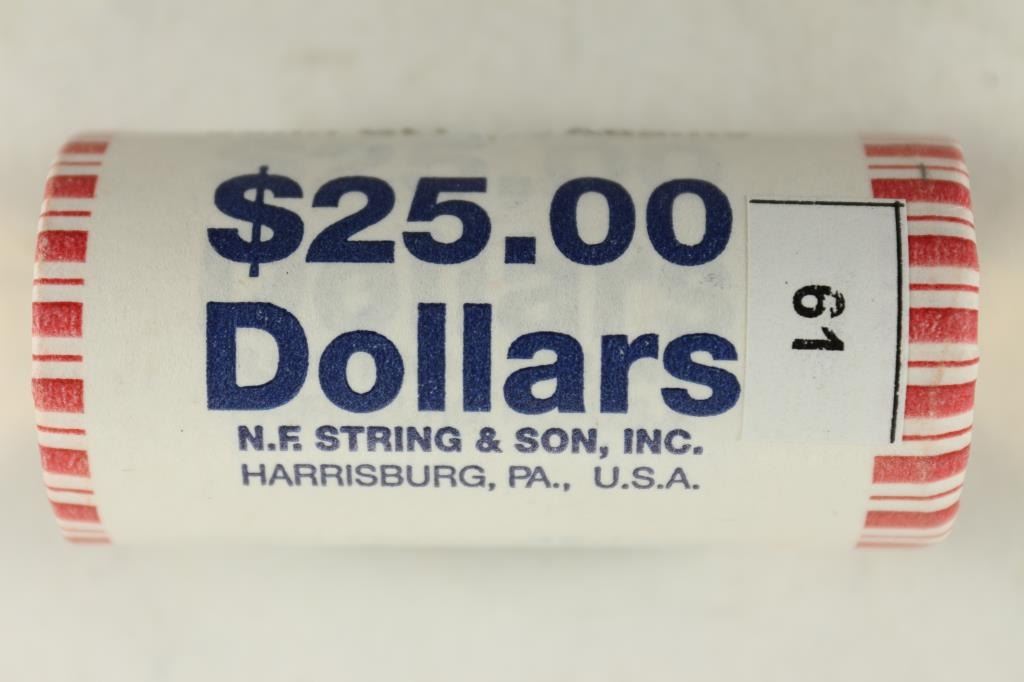 $25.00
Dollars
N.F. STRING & SON, INC.
HARRISBURG, PA., U.S.A.
61